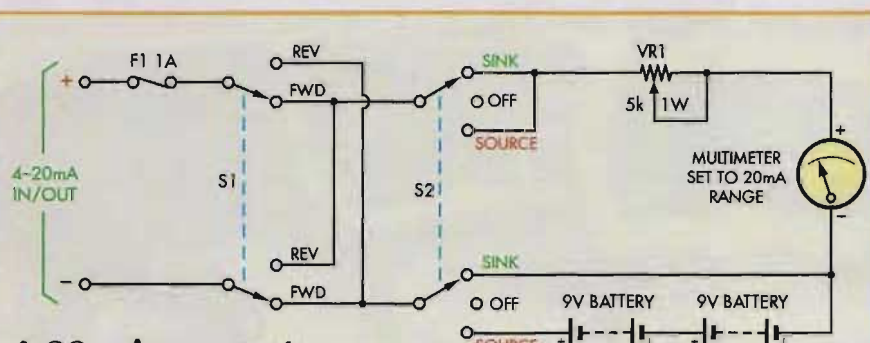 F1 1A
REV
FWD
SINK
OFF
SOURCE
VR1
5k 1W
+
4–20mA
IN/OUT
S1
S2
MULTIMETER
SET TO 20mA
RANGE
+
−
REV
FWD
−
SINK
OFF
SOURCE
9V BATTERY
9V BATTERY